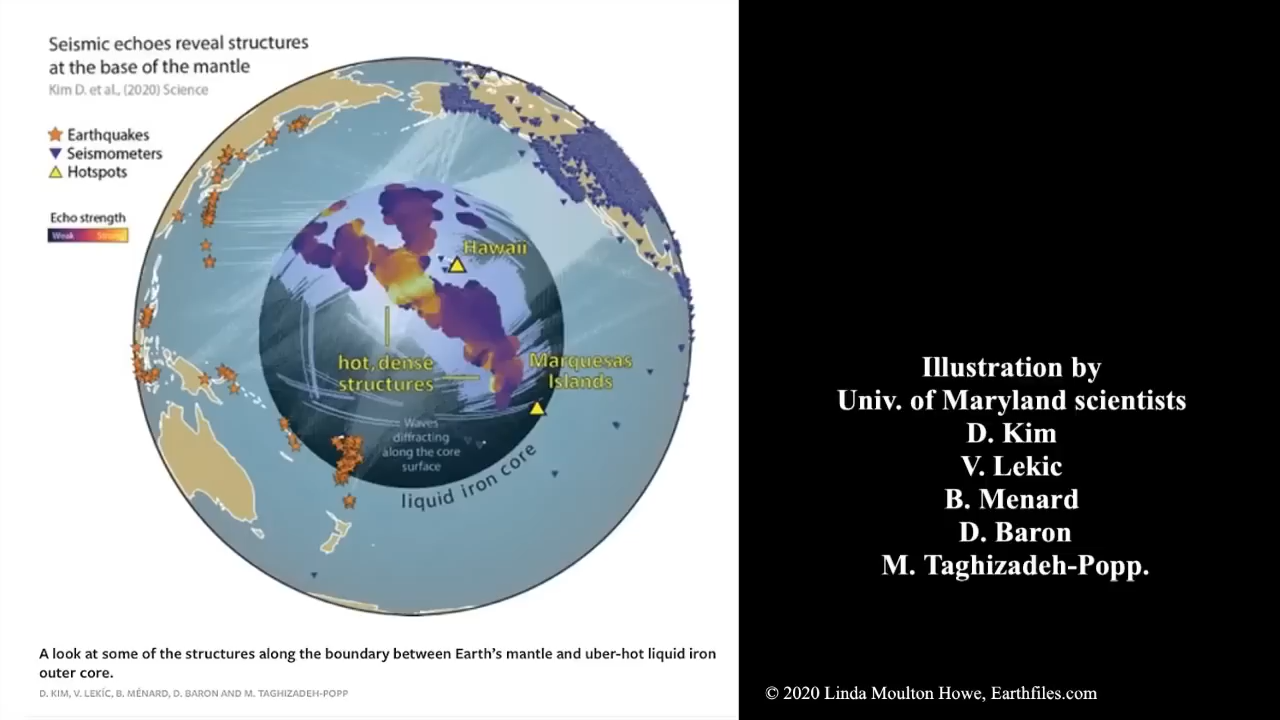 Seismic echoes reveal structures
at the base of the mantle
Kim D. et al., (2020) Science
Earthquakes
Seismometers
Hotspots
Echo strength
Weak Strong
Hawaii
hot, dense
structures
Marquesas
Islands
Waves
diffracting
along the core
surface
liquid iron core
A look at some of the structures along the boundary between Earth's mantle and uber-hot liquid iron
outer core.
D. KIM, V. LEKÍC, B. MÉNARD, D. BARON AND M. TAGHIZADEH-POPP
Illustration by
Univ. of Maryland scientists
D. Kim
V. Lekic
B. Menard
D. Baron
M. Taghizadeh-Popp.
© 2020 Linda Moulton Howe, Earthfiles.com